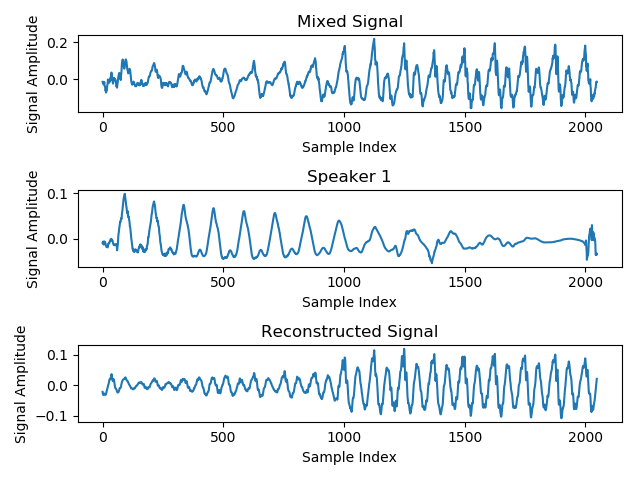 Mixed Signal
Signal Amplitude
0.2
0.0
0
500
1000
1500
2000
Sample Index
Speaker 1
Signal Amplitude
0.1
0.0
0
500
1000
1500
2000
Sample Index
Reconstructed Signal
Signal Amplitude
0.1
0.0
−0.1
0
500
1000
1500
2000
Sample Index